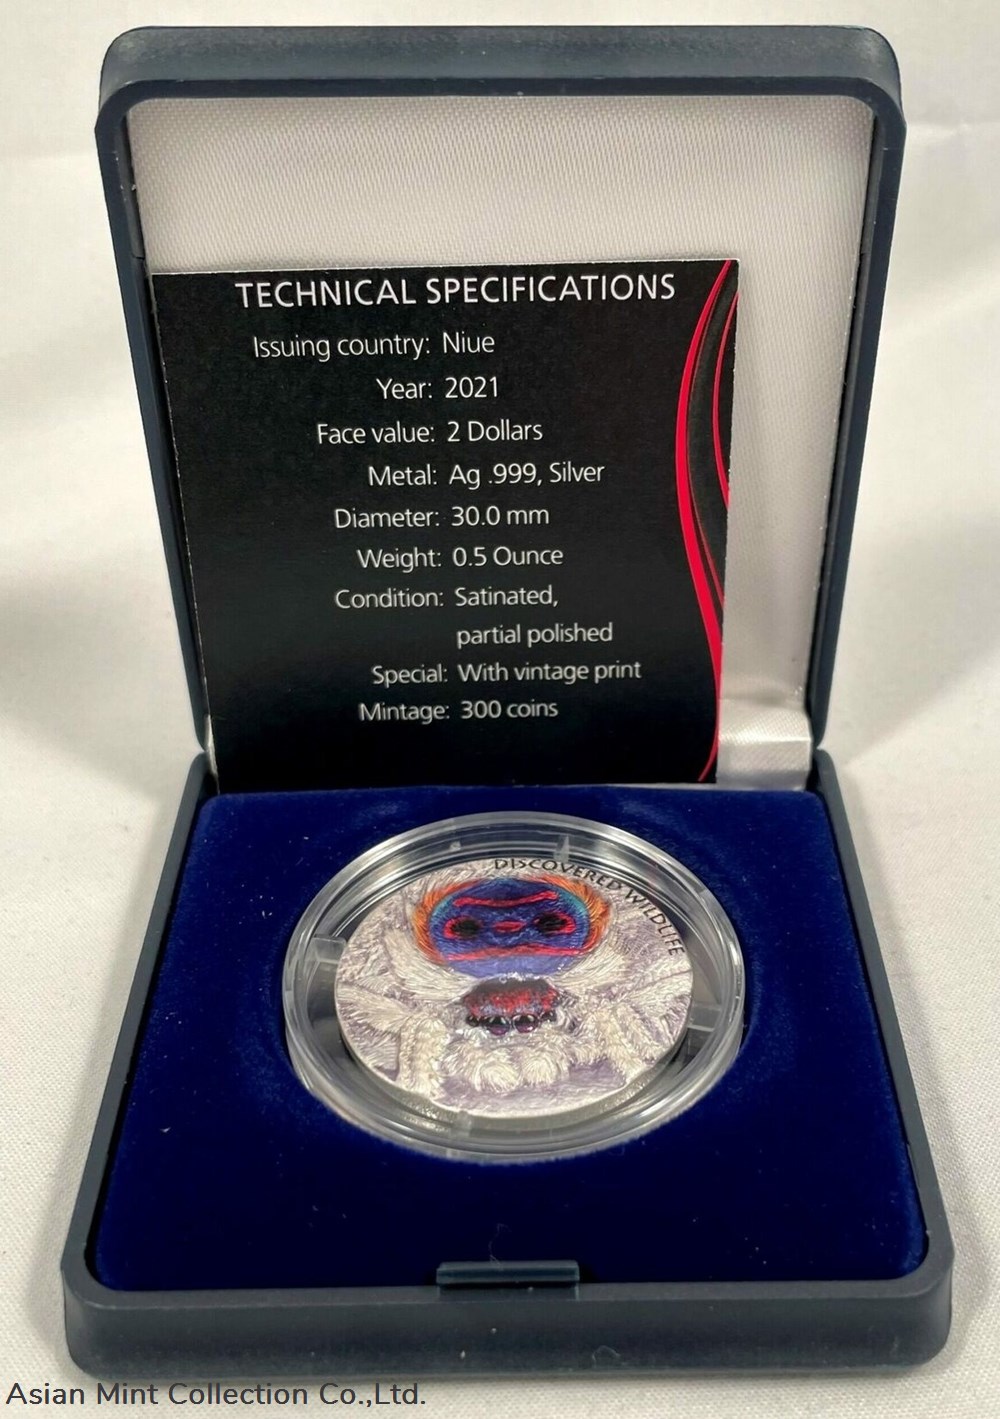 TECHNICAL SPECIFICATIONS
Issuing country: Niue
Year: 2021
Face value: 2 Dollars
Metal: Ag .999, Silver
Diameter: 30.0 mm
Weight: 0.5 Ounce
Condition: Satinated,
partial polished
Special: With vintage print
Mintage: 300 coins
DISCOVERED WILDLIFE
Asian Mint Collection Co.,Ltd.